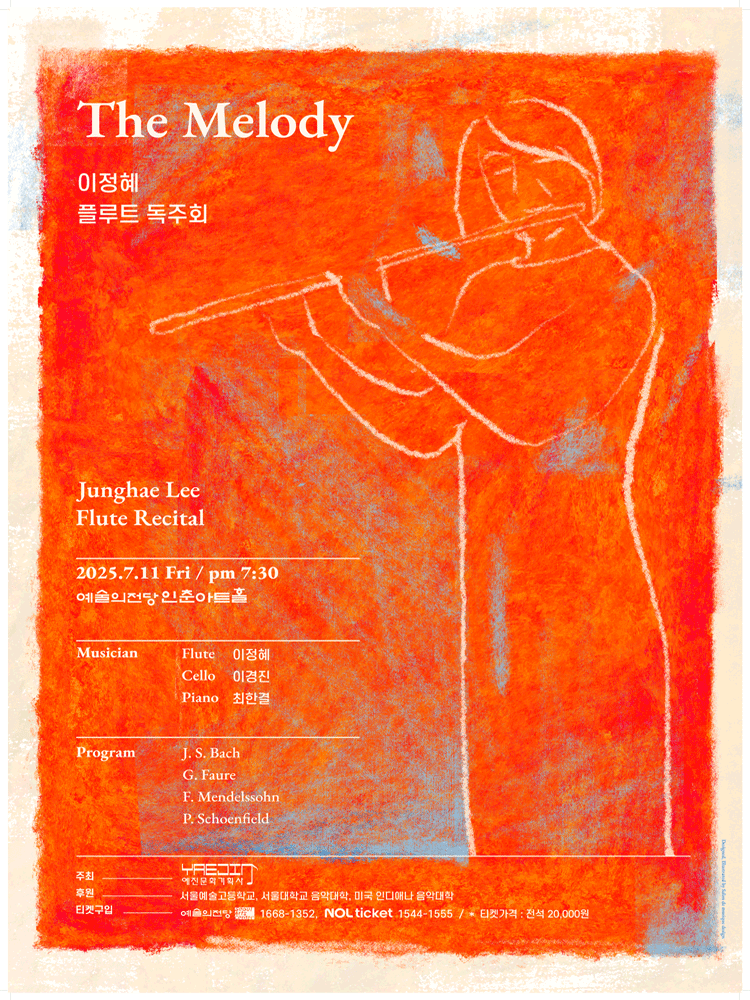 The Melody
이정혜
플루트 독주회
Junghae Lee
Flute Recital
2025.7.11 Fri / pm 7:30
예술의전당 인춘아트홀
Musician
Flute 이정혜
Cello 이경진
Piano 최한결
Program
J. S. Bach
G. Faure
F. Mendelssohn
P. Schoenfield
주최 YAEJIN
예진문화기획사
후원 서울예술고등학교, 서울대학교 음악대학, 미국 인디애나 음악대학
티켓구입 예술의전당 1668-1352, NOL ticket 1544-1555 / * 티켓가격 : 전석 20,000원